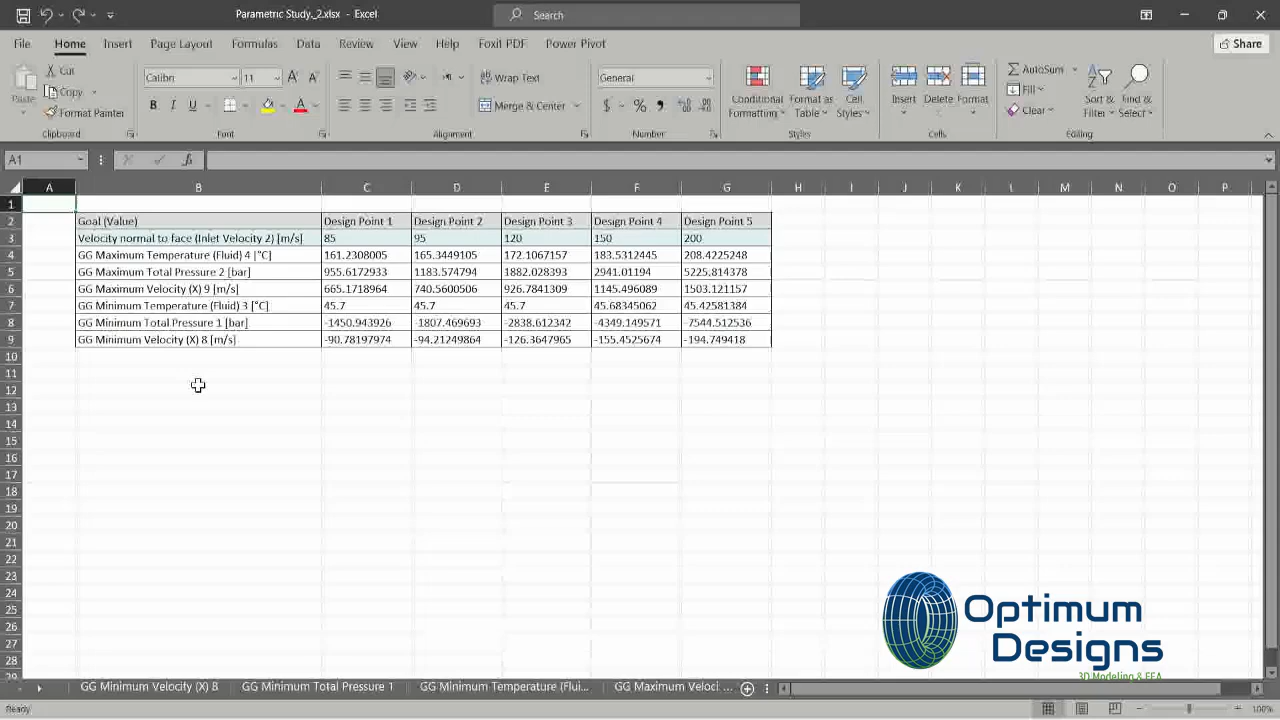 Parametric Study._2.xlsx - Excel
Search
File Home Insert Page Layout Formulas Data Review View Help Foxit PDF Power Pivot
Share
Paste
Cut
Copy
Format Painter
Clipboard
Calibri 11
B I U A
Font
Wrap Text
Merge & Center
Alignment
General
$ % ,
Number
Conditional Formatting
Format as Table
Cell Styles
Styles
Insert Delete Format
Cells
AutoSum
Fill
Clear
Sort & Filter
Find & Select
Editing
A1 fx
A B C D E F G H I J K L M N O P
1
2 Goal (Value) Design Point 1 Design Point 2 Design Point 3 Design Point 4 Design Point 5
3 Velocity normal to face (Inlet Velocity 2) [m/s] 85 95 120 150 200
4 GG Maximum Temperature (Fluid) 4 [°C] 161.2308005 165.3449105 172.1067157 183.5312445 208.4225248
5 GG Maximum Total Pressure 2 [bar] 955.6172933 1183.574794 1882.028393 2941.01194 5225.814378
6 GG Maximum Velocity (X) 9 [m/s] 665.1718964 740.5600506 926.7841309 1145.496089 1503.121157
7 GG Minimum Temperature (Fluid) 3 [°C] 45.7 45.7 45.7 45.68345062 45.42581384
8 GG Minimum Total Pressure 1 [bar] -1450.943926 -1807.469693 -2838.612342 -4349.149571 -7544.512536
9 GG Minimum Velocity (X) 8 [m/s] -90.78197974 -94.21249864 -126.3647965 -155.4525674 -194.749418
10
11
12
13
14
15
16
17
18
19
20
21
22
23
24
25
26
27
28
29
Optimum
Designs
3D Modeling & FEA
GG Minimum Velocity (X) 8 GG Minimum Total Pressure 1 GG Minimum Temperature (Flui... GG Maximum Veloci ...
Ready 100%